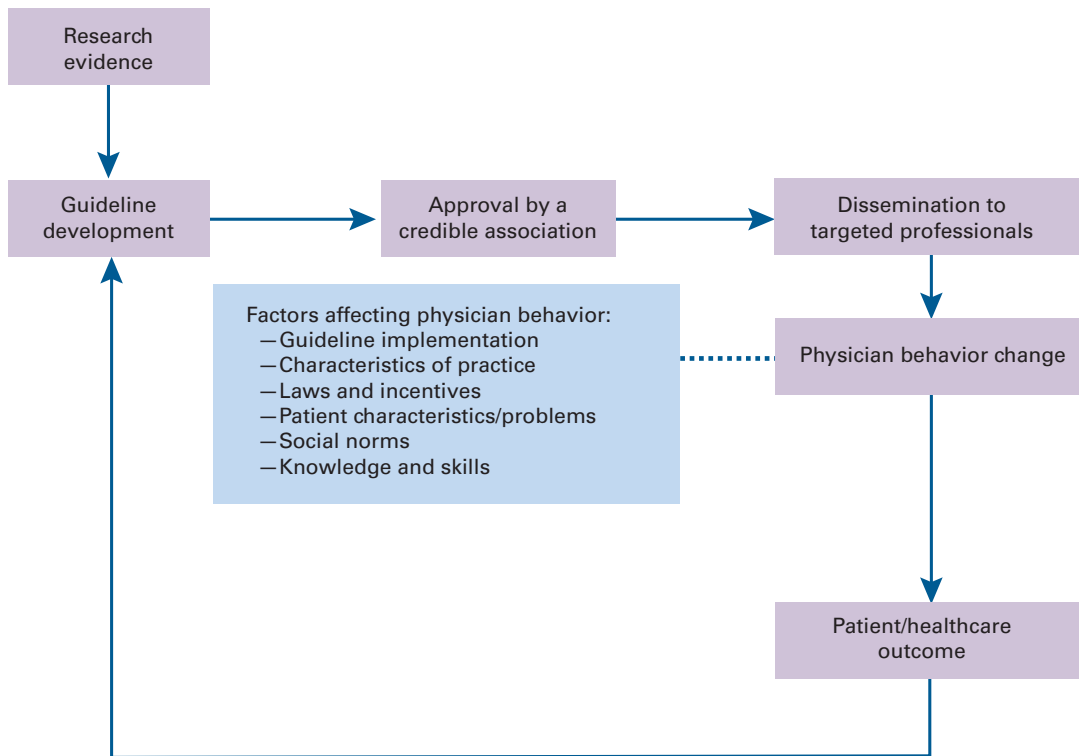 Research
evidence
Guideline
development
Approval by a
credible association
Dissemination to
targeted professionals
Factors affecting physician behavior:
—Guideline implementation
—Characteristics of practice
—Laws and incentives
—Patient characteristics/problems
—Social norms
—Knowledge and skills
Physician behavior change
Patient/healthcare
outcome